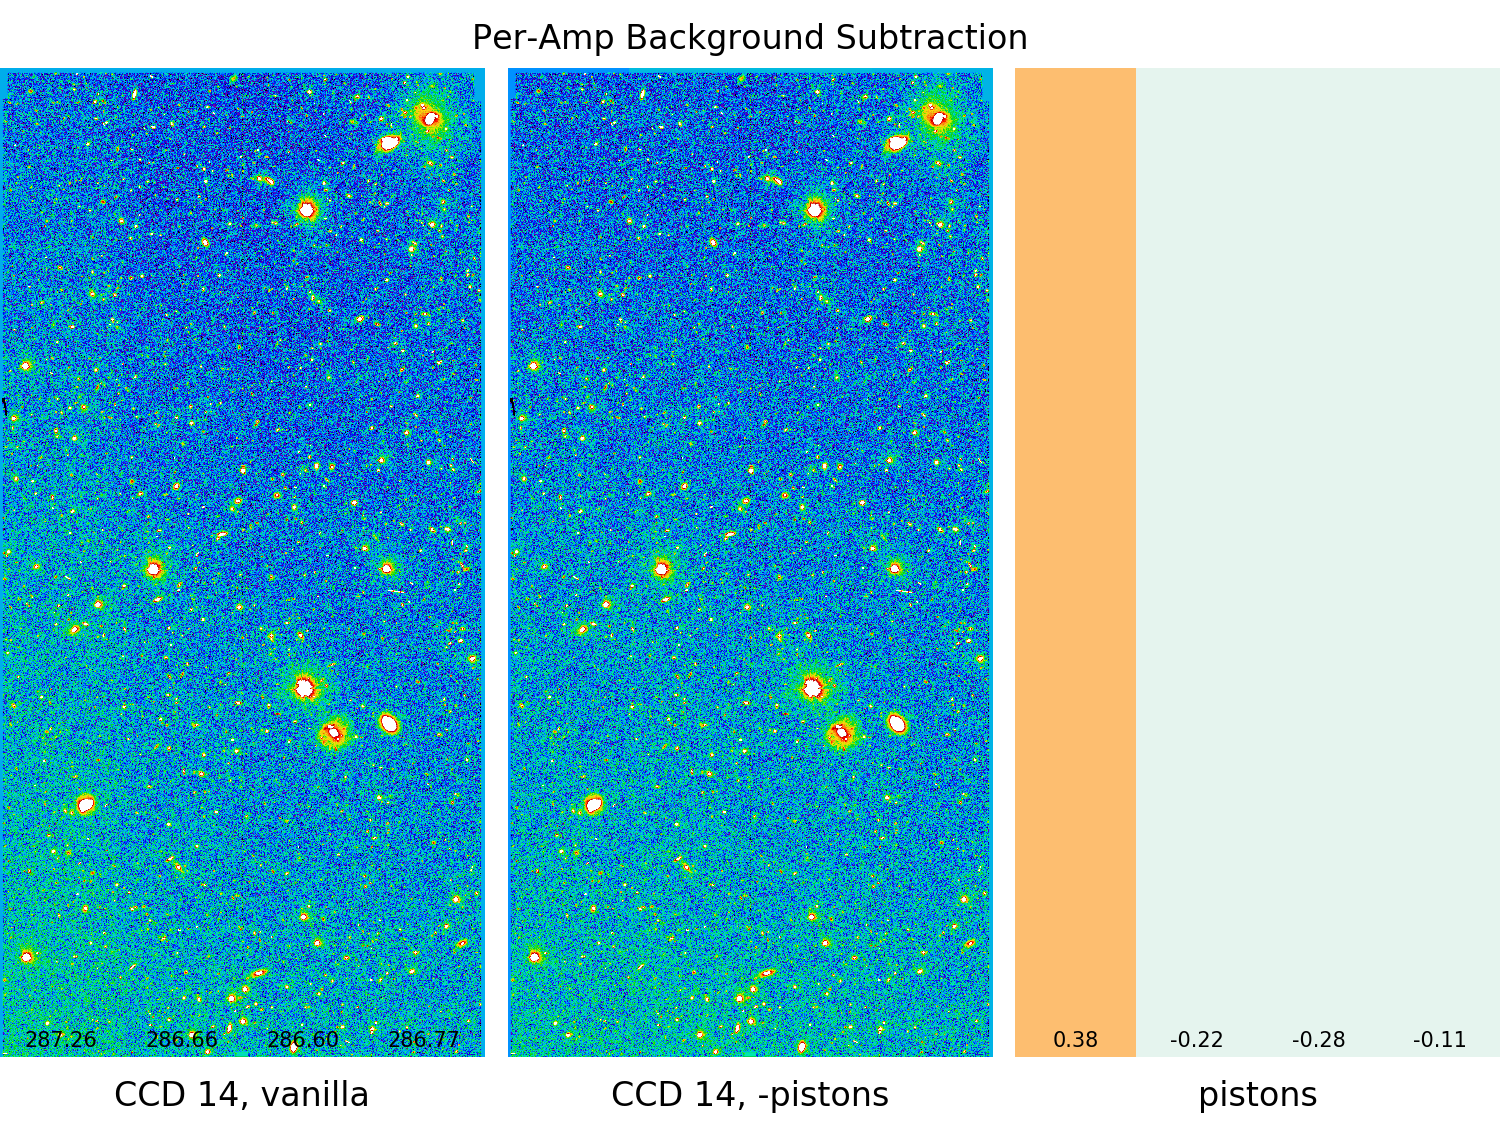 Per-Amp Background Subtraction
287.26 286.66 286.60 286.77
0.38 -0.22 -0.28 -0.11
CCD 14, vanilla
CCD 14, -pistons
pistons